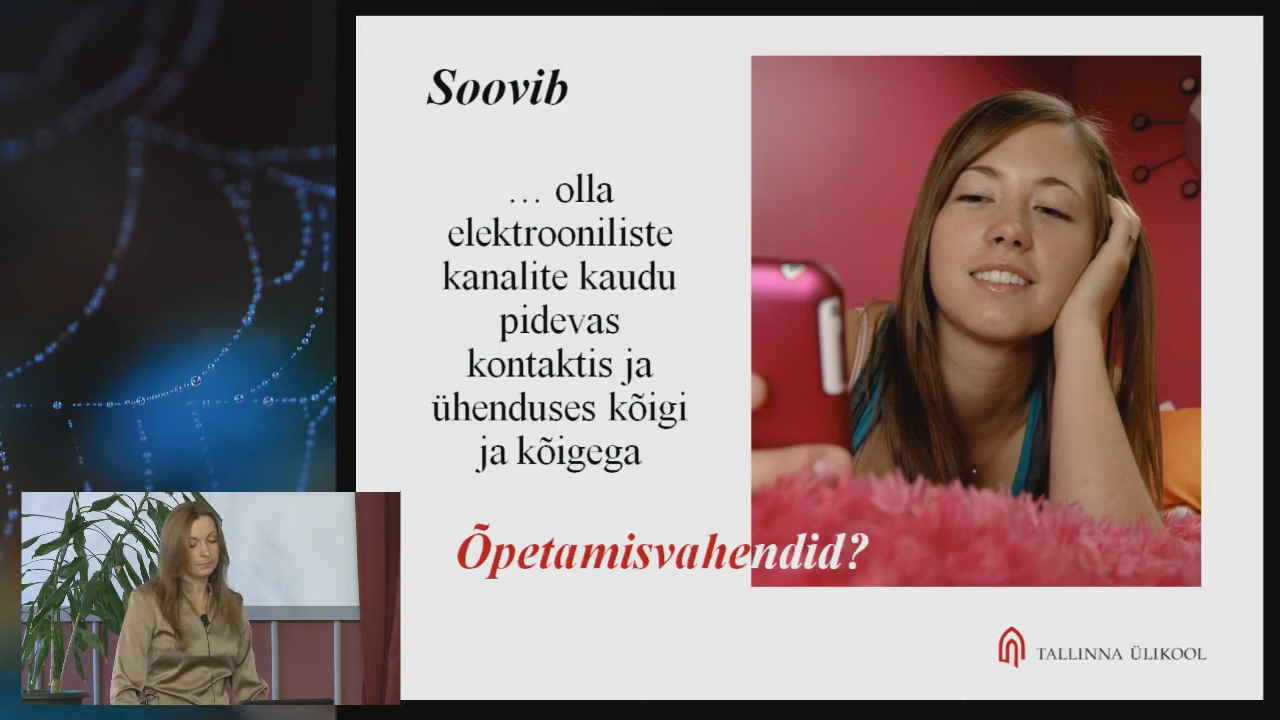 Soovib
… olla
elektrooniliste
kanalite kaudu
pidevas
kontaktis ja
ühenduses kõigi
ja kõigega
Õpetamisvahendid?
TALLINNA ÜLIKOOL